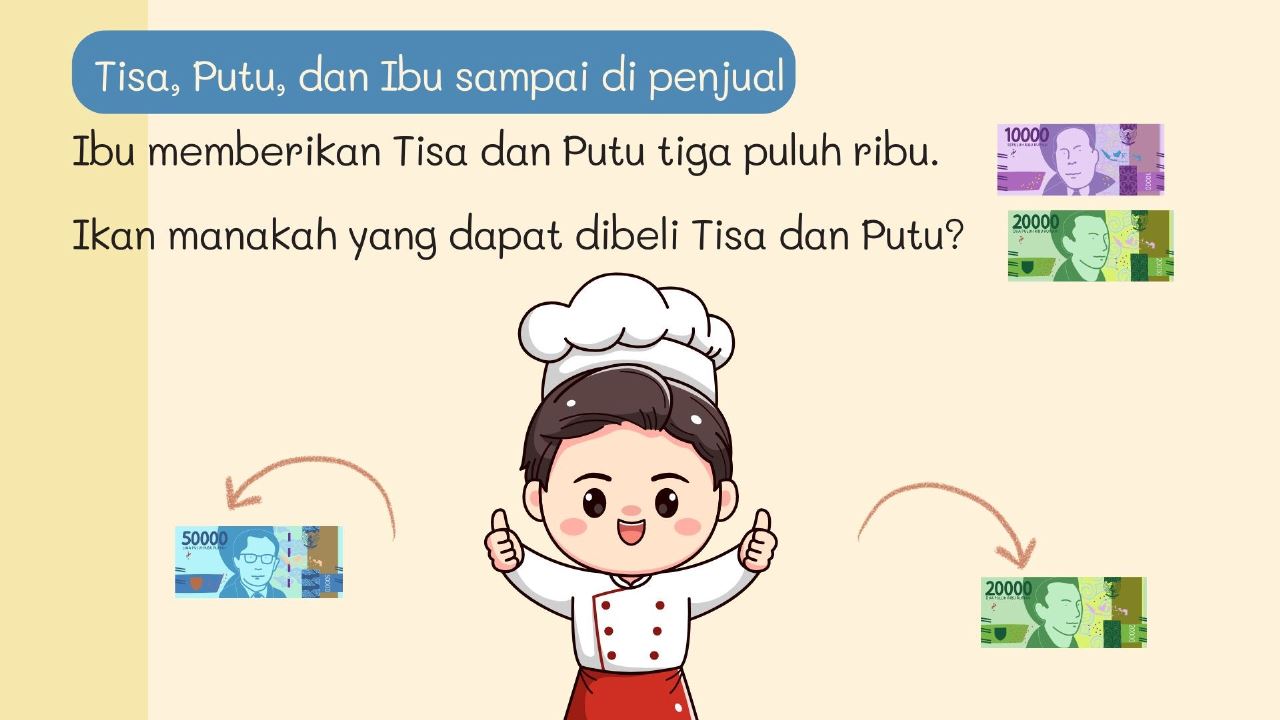 Tisa, Putu, dan Ibu sampai di penjual
Ibu memberikan Tisa dan Putu tiga puluh ribu.
10000
Ikan manakah yang dapat dibeli Tisa dan Putu?
20000
50000
20000